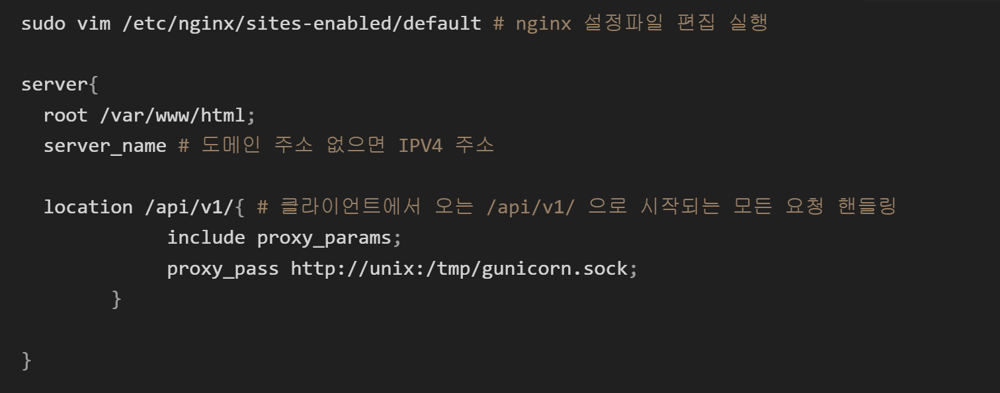 sudo vim /etc/nginx/sites-enabled/default # nginx 설정파일 편집 실행
server{
root /var/www/html;
server_name # 도메인 주소 없으면 IPV4 주소
location /api/v1/{ # 클라이언트에서 오는 /api/v1/ 으로 시작되는 모든 요청 핸들링
include proxy_params;
proxy_pass http://unix:/tmp/gunicorn.sock;
}
}